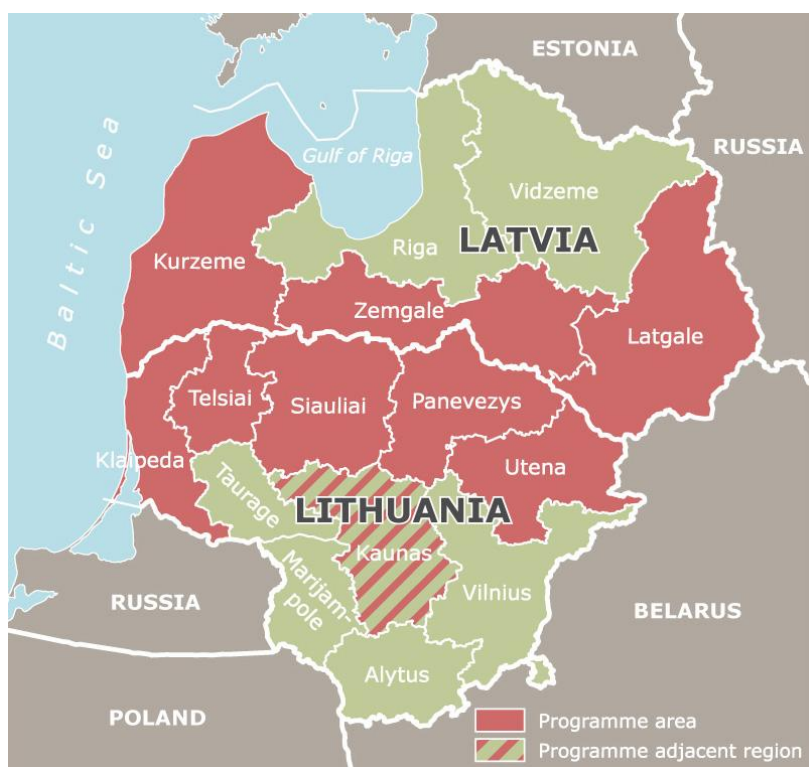 ESTONIA
RUSSIA
Baltic Sea
Gulf of Riga
Vidzeme
LATVIA
Riga
Kurzeme
Zemgale
Latgale
Telsiai
Siauliai
Panevezys
Klaipeda
Utena
Taurage
LITHUANIA
Kaunas
Marijam-
pole
Vilnius
RUSSIA
BELARUS
Alytus
POLAND
Programme area
Programme adjacent region